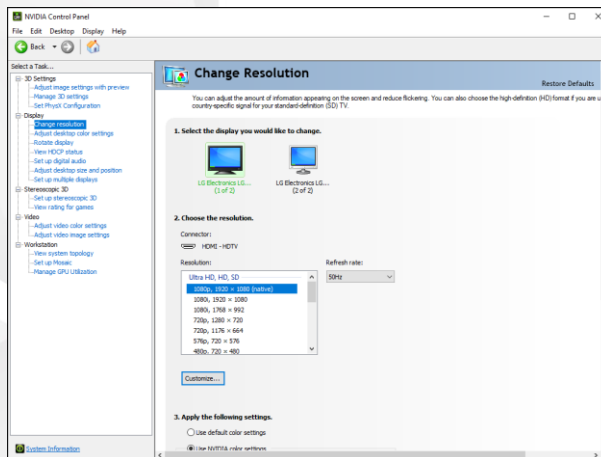 NVIDIA Control Panel
File Edit Desktop Display Help
Back
Select a Task...
3D Settings
Adjust image settings with preview
Manage 3D settings
Set PhysX Configuration
Display
Change resolution
Adjust desktop color settings
Rotate display
View HDCP status
Set up digital audio
Adjust desktop size and position
Set up multiple displays
Stereoscopic 3D
Set up stereoscopic 3D
View rating for games
Video
Adjust video color settings
Adjust video image settings
Workstation
View system topology
Set up Mosaic
Manage GPU Utilization
System Information
Change Resolution
Restore Defaults
You can adjust the amount of information appearing on the screen and reduce flickering. You can also choose the high-definition (HD) format if you are u
country-specific signal for your standard-definition (SD) TV.
1. Select the display you would like to change.
LG Electronics LG...
(1 of 2)
LG Electronics LG...
(2 of 2)
2. Choose the resolution.
Connector:
HDMI - HDTV
Resolution:
Refresh rate:
Ultra HD, HD, SD
50Hz
1080p, 1920 × 1080 (native)
1080i, 1920 × 1080
1080i, 1768 × 992
720p, 1280 × 720
720p, 1176 × 664
576p, 720 × 576
480p, 720 × 480
Customize...
3. Apply the following settings.
Use default color settings
Use NVIDIA color settings